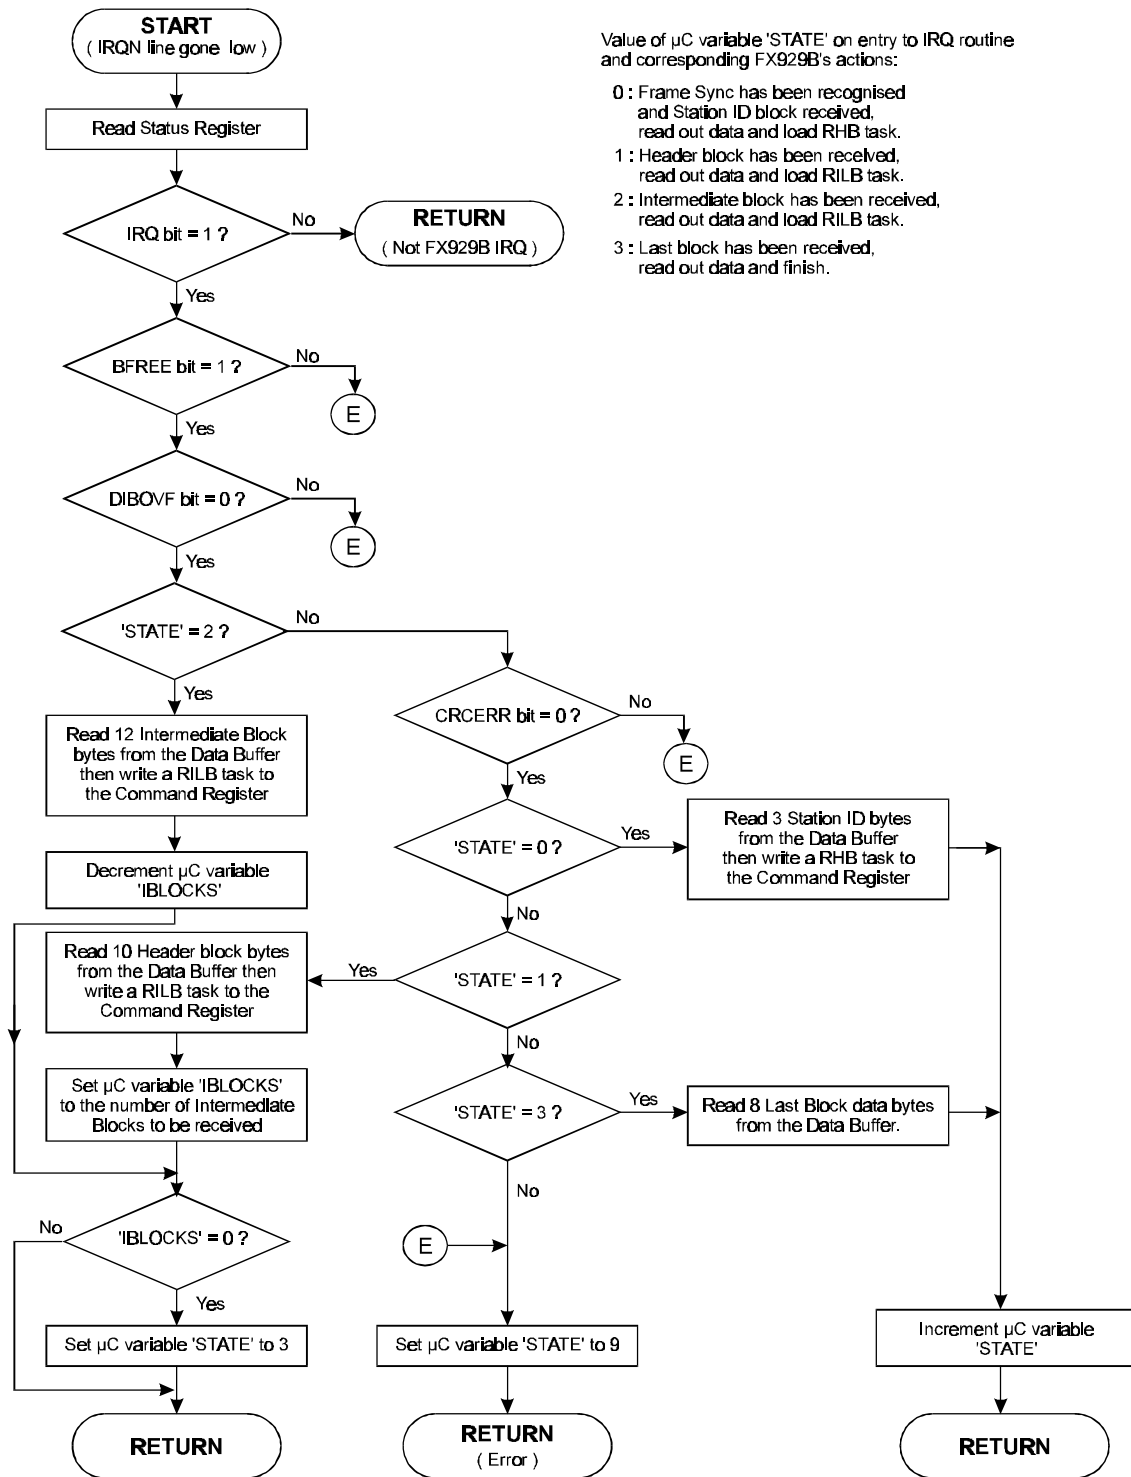 START
( IRQN line gone low )
Value of µC variable 'STATE' on entry to IRQ routine
and corresponding FX929B's actions:
0 : Frame Sync has been recognised
and Station ID block received,
read out data and load RHB task.
1 : Header block has been received,
read out data and load RILB task.
2 : Intermediate block has been received,
read out data and load RILB task.
3 : Last block has been received,
read out data and finish.
Read Status Register
IRQ bit = 1 ?
No
RETURN
( Not FX929B IRQ )
Yes
BFREE bit = 1 ?
No
E
Yes
DIBOVF bit = 0 ?
No
E
Yes
'STATE' = 2 ?
No
Yes
CRCERR bit = 0 ?
No
E
Yes
Read 12 Intermediate Block
bytes from the Data Buffer
then write a RILB task to
the Command Register
'STATE' = 0 ?
Yes
Read 3 Station ID bytes
from the Data Buffer
then write a RHB task to
the Command Register
No
Decrement µC variable
'IBLOCKS'
Read 10 Header block bytes
from the Data Buffer then
write a RILB task to the
Command Register
Yes
'STATE' = 1 ?
No
Set µC variable 'IBLOCKS'
to the number of Intermediate
Blocks to be received
'STATE' = 3 ?
Yes
Read 8 Last Block data bytes
from the Data Buffer.
No
No
'IBLOCKS' = 0 ?
E
Yes
Set µC variable 'STATE' to 3
Set µC variable 'STATE' to 9
Increment µC variable
'STATE'
RETURN
RETURN
( Error )
RETURN